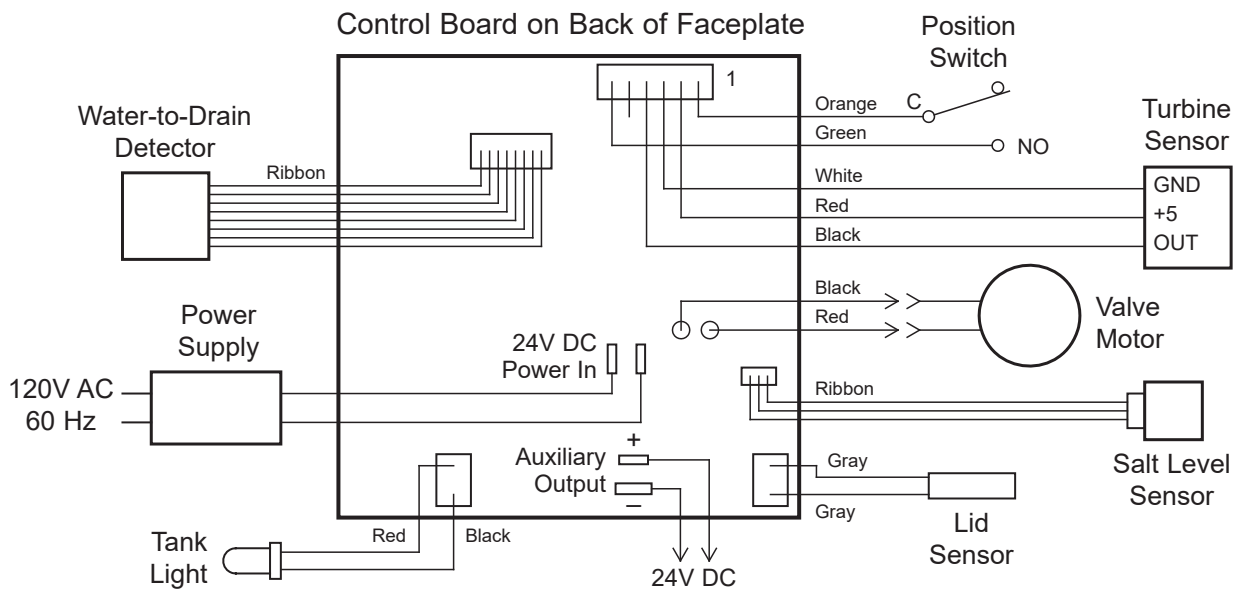 Control Board on Back of Faceplate
Position
Switch
1
Orange
C
Green
NO
Turbine
Sensor
GND
+5
OUT
White
Red
Black
Water-to-Drain
Detector
Ribbon
Black
Red
Valve
Motor
Power
Supply
120V AC
60 Hz
24V DC
Power In
Ribbon
Salt Level
Sensor
Auxiliary
Output
+
–
Gray
Gray
Lid
Sensor
Red
Black
Tank
Light
24V DC